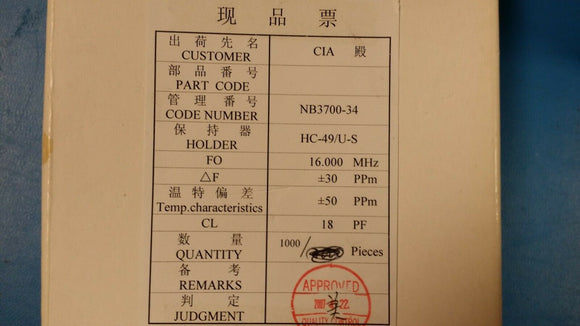 现品票
出荷先名 CIA 殿
CUSTOMER
部品番号
PART CODE
管理番号 NB3700-34
CODE NUMBER
保持器 HC-49/U-S
HOLDER
FO 16.000 MHz
△F ±30 PPm
温特偏差 ±50 PPm
Temp.characteristics
CL 18 PF
数量 1000/ Pieces
QUANTITY
备考
REMARKS
判定
JUDGMENT
APPROVED
QUALITY CONTROL